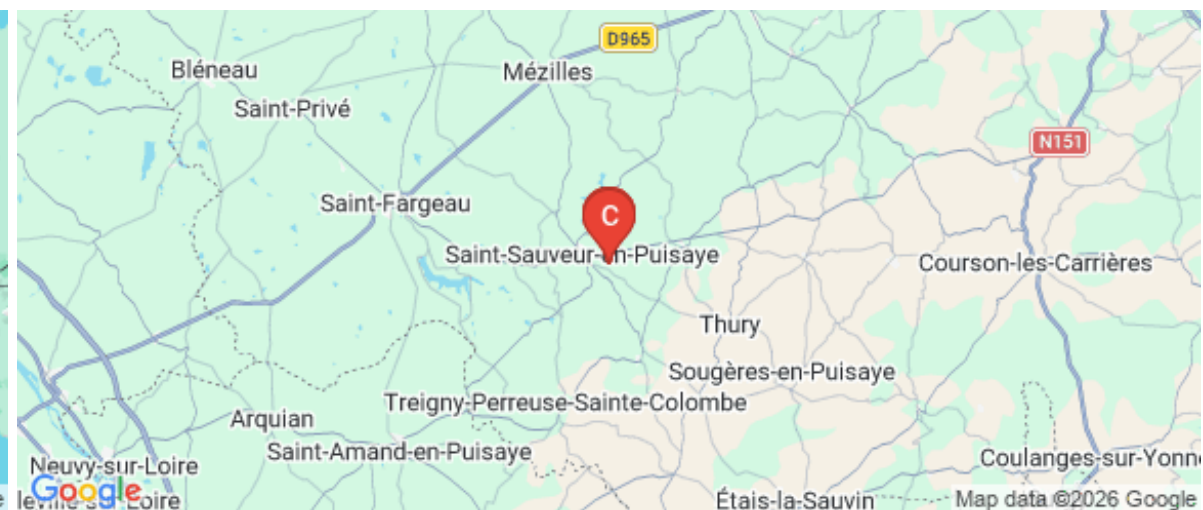 D965
Bléneau
Mézilles
Saint-Privé
N151
Saint-Fargeau
C
Saint-Sauveur-en-Puisaye
Courson-les-Carrières
Thury
Sougères-en-Puisaye
Treigny-Perreuse-Sainte-Colombe
Arquian
Saint-Amand-en-Puisaye
Neuvy-sur-Loire
Coulanges-sur-Yonn
Google
Étais-la-Sauvin
Map data ©2026 Google